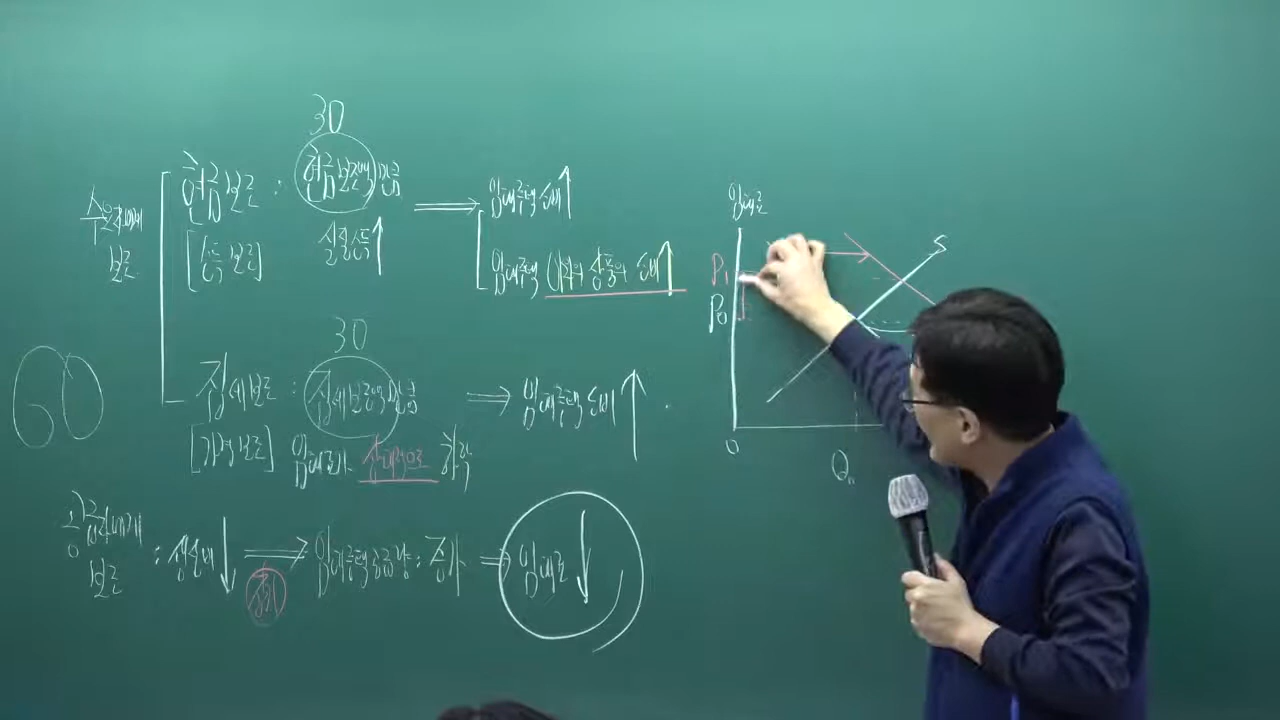 30
수요자에게 현금보조 : 현금보조액만큼 ⇒ 임대주택 소비↑
보조 [소득보조] 실질소득↑ 임대주택 이외의 상품의 소비↑
30
집세보조 : 집세보조액만큼 ⇒ 임대주택 소비↑
[가격보조] 임대료가 상대적으로 하락
60
공급자에게 보조 : 생산비↓ ⇒ 임대주택공급량 : 증가 ⇒ 임대료↓
장기
임대료
S
P₁
P₀
0
Q₀